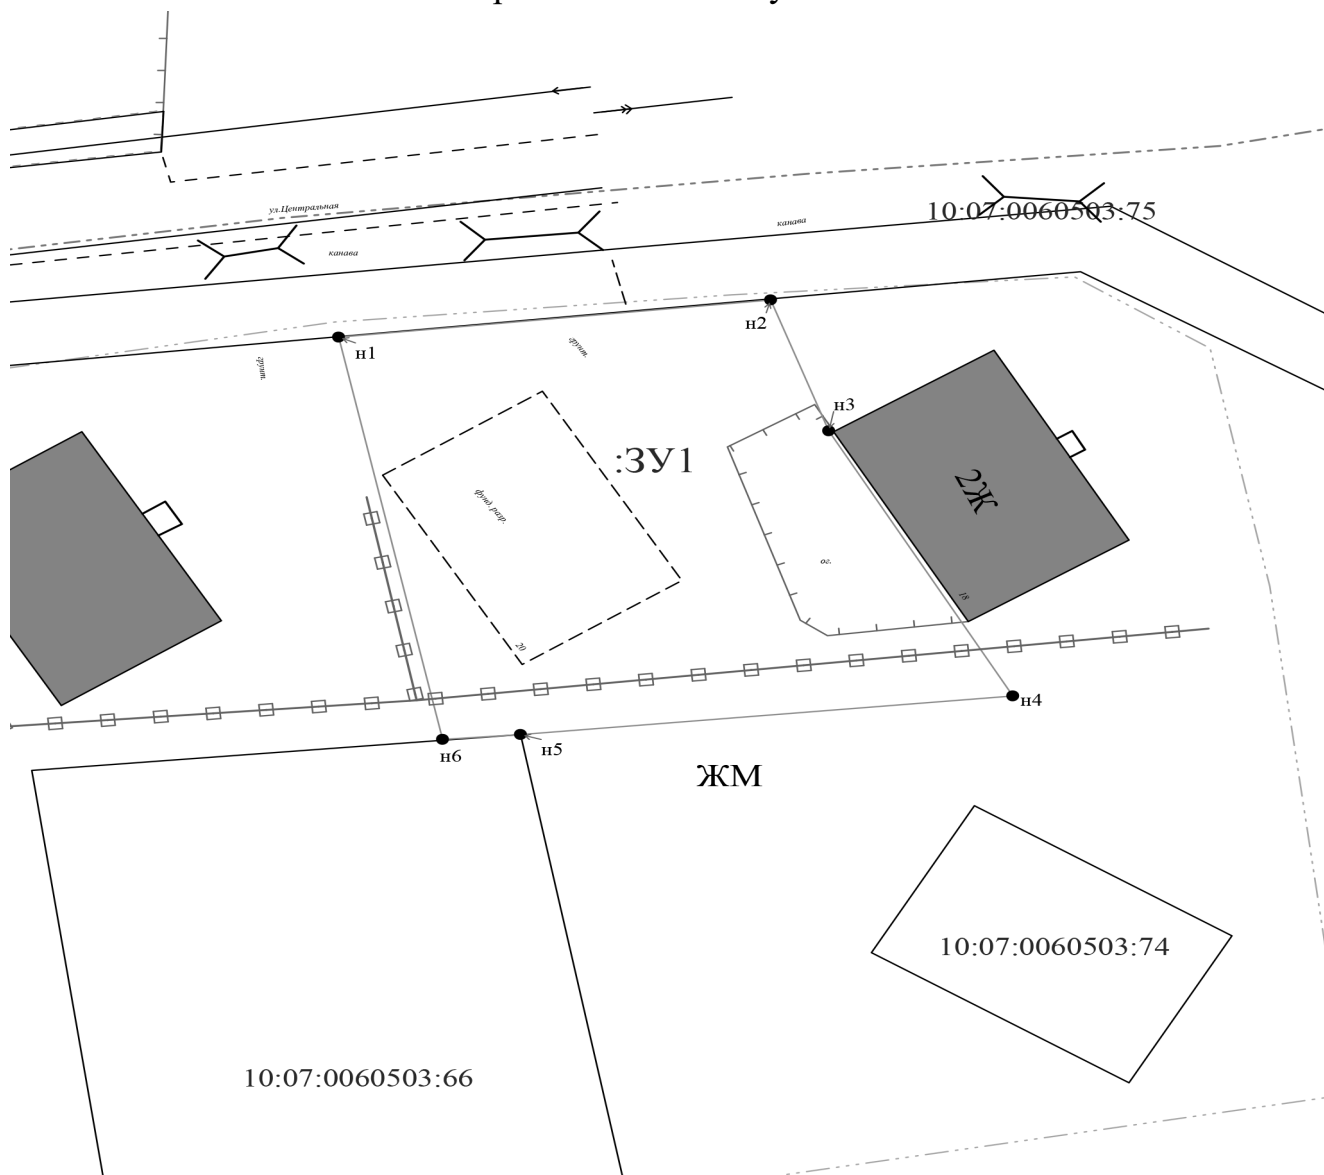 ул.Центральная
10:07:0060503:75
канава
канава
н2
н1
грунт.
грунт.
н3
:ЗУ1
2Ж
фунд. разр.
ог.
18
20
н4
н5
н6
ЖМ
10:07:0060503:74
10:07:0060503:66